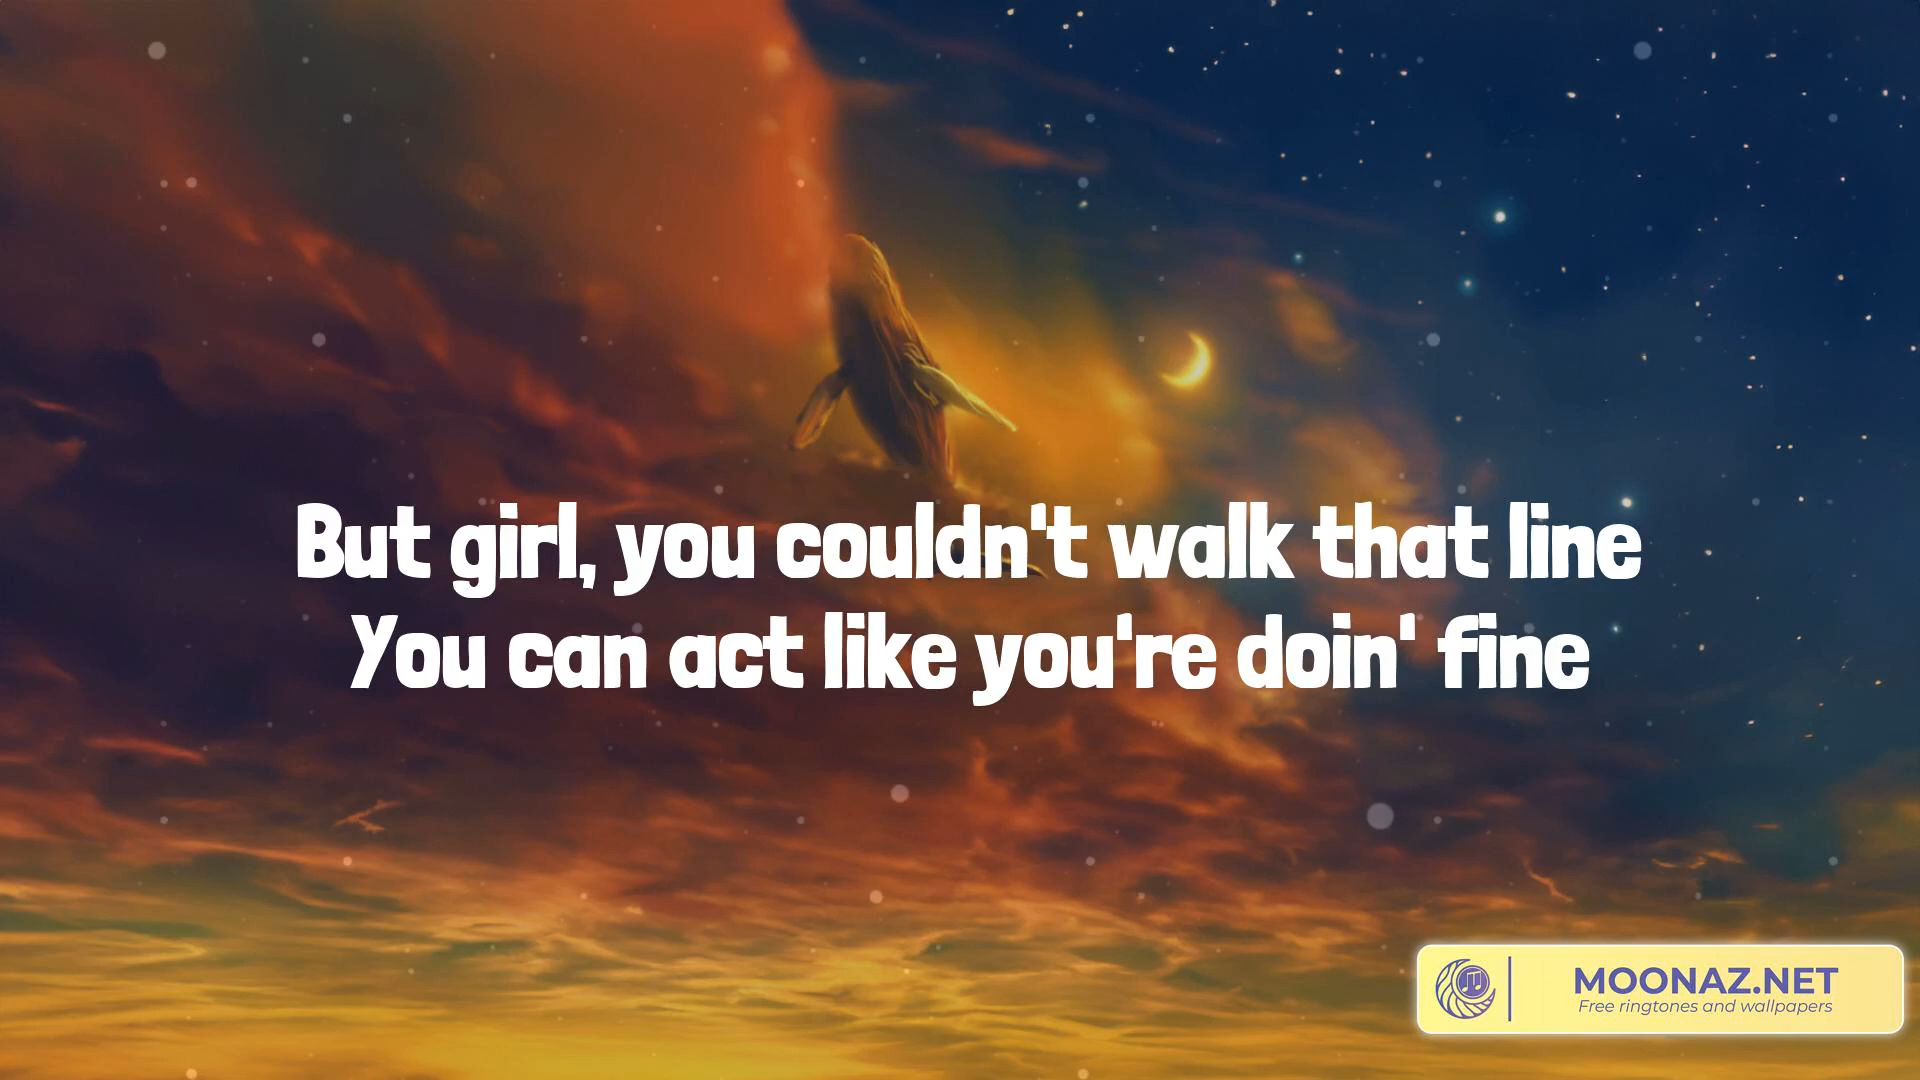 But girl, you couldn't walk that line
You can act like you're doin' fine
MOONAZ.NET
Free ringtones and wallpapers